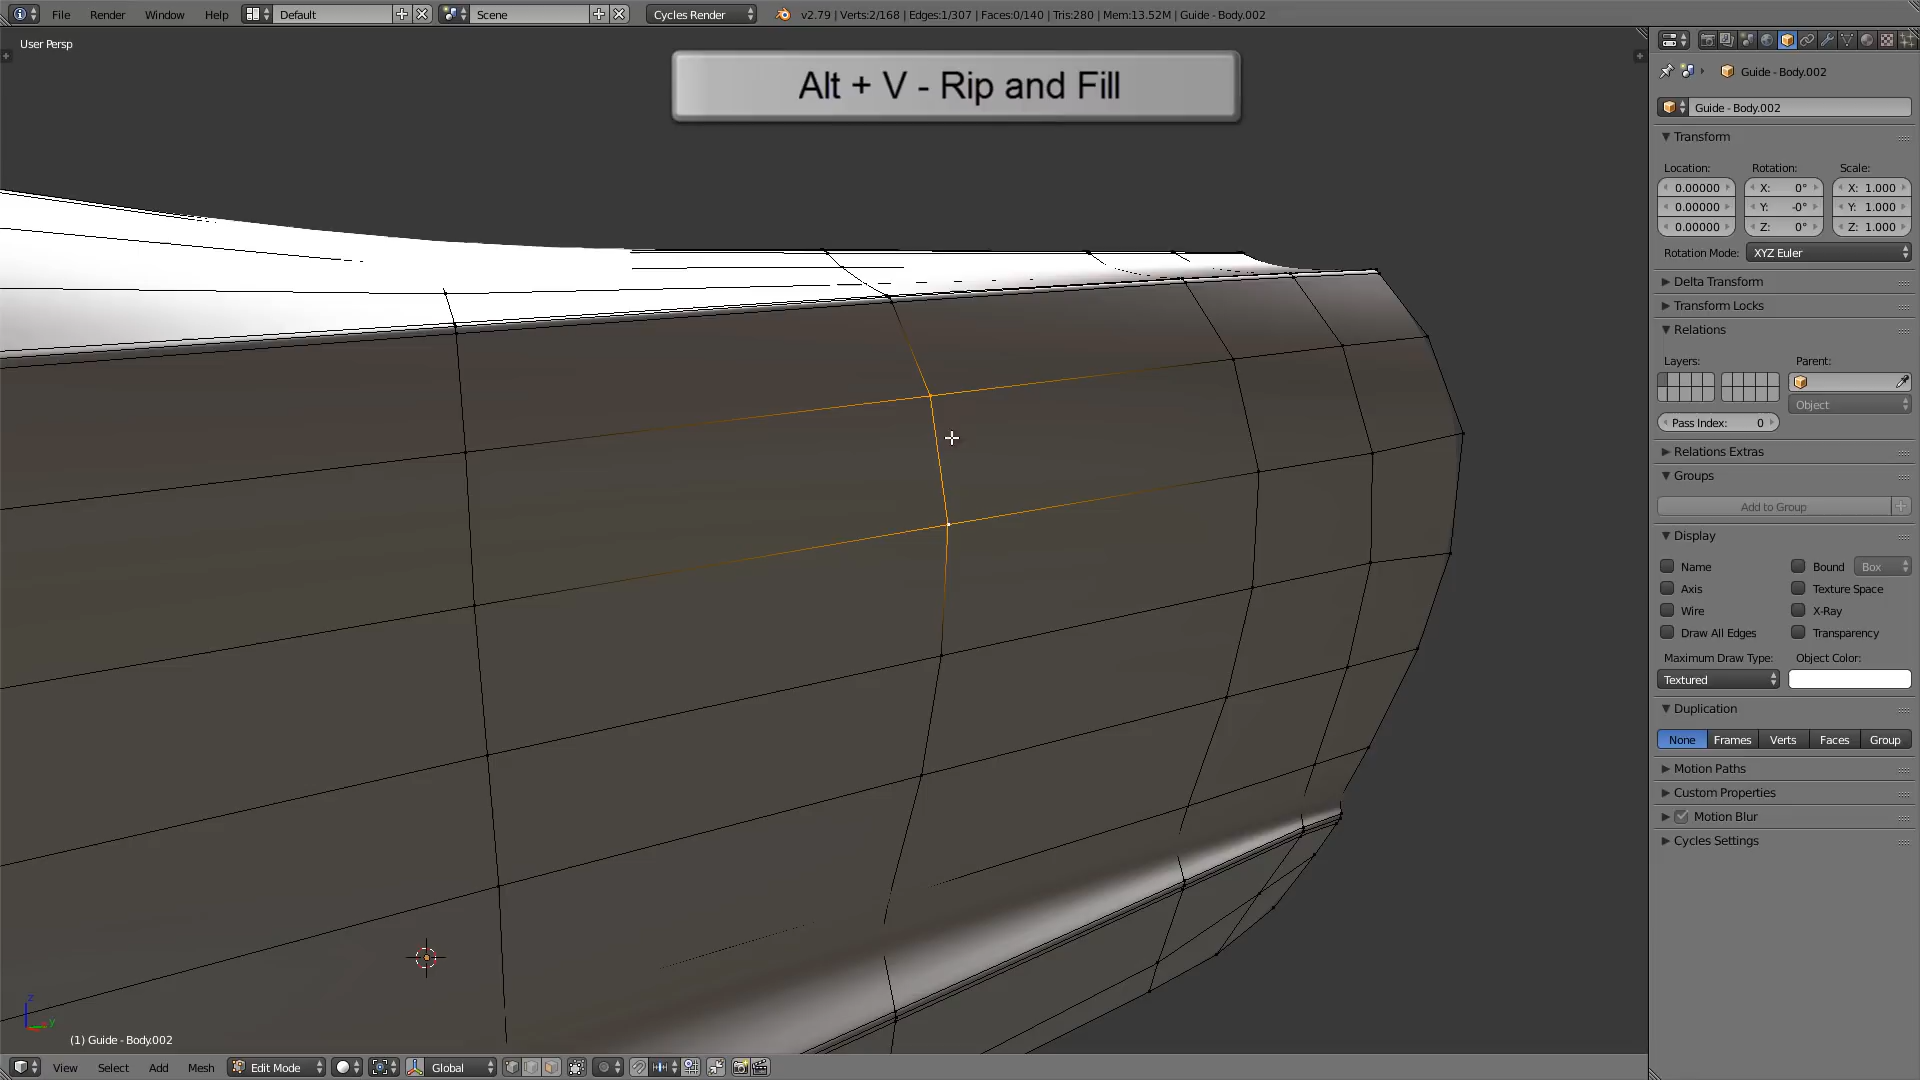 File Render Window Help Default Scene Cycles Render v2.79 | Verts:2/168 | Edges:1/307 | Faces:0/140 | Tris:280 | Mem:13.52M | Guide - Body.002
User Persp
Alt + V - Rip and Fill
Guide - Body.002
Guide - Body.002
Transform
Location: Rotation: Scale:
0.00000 X: 0° X: 1.000
0.00000 Y: -0° Y: 1.000
0.00000 Z: 0° Z: 1.000
Rotation Mode: XYZ Euler
Delta Transform
Transform Locks
Relations
Layers: Parent:
Object
Pass Index: 0
Relations Extras
Groups
Add to Group
Display
Name Bound Box
Axis Texture Space
Wire X-Ray
Draw All Edges Transparency
Maximum Draw Type: Object Color:
Textured
Duplication
None Frames Verts Faces Group
Motion Paths
Custom Properties
Motion Blur
Cycles Settings
z
y
(1) Guide - Body.002
View Select Add Mesh Edit Mode Global